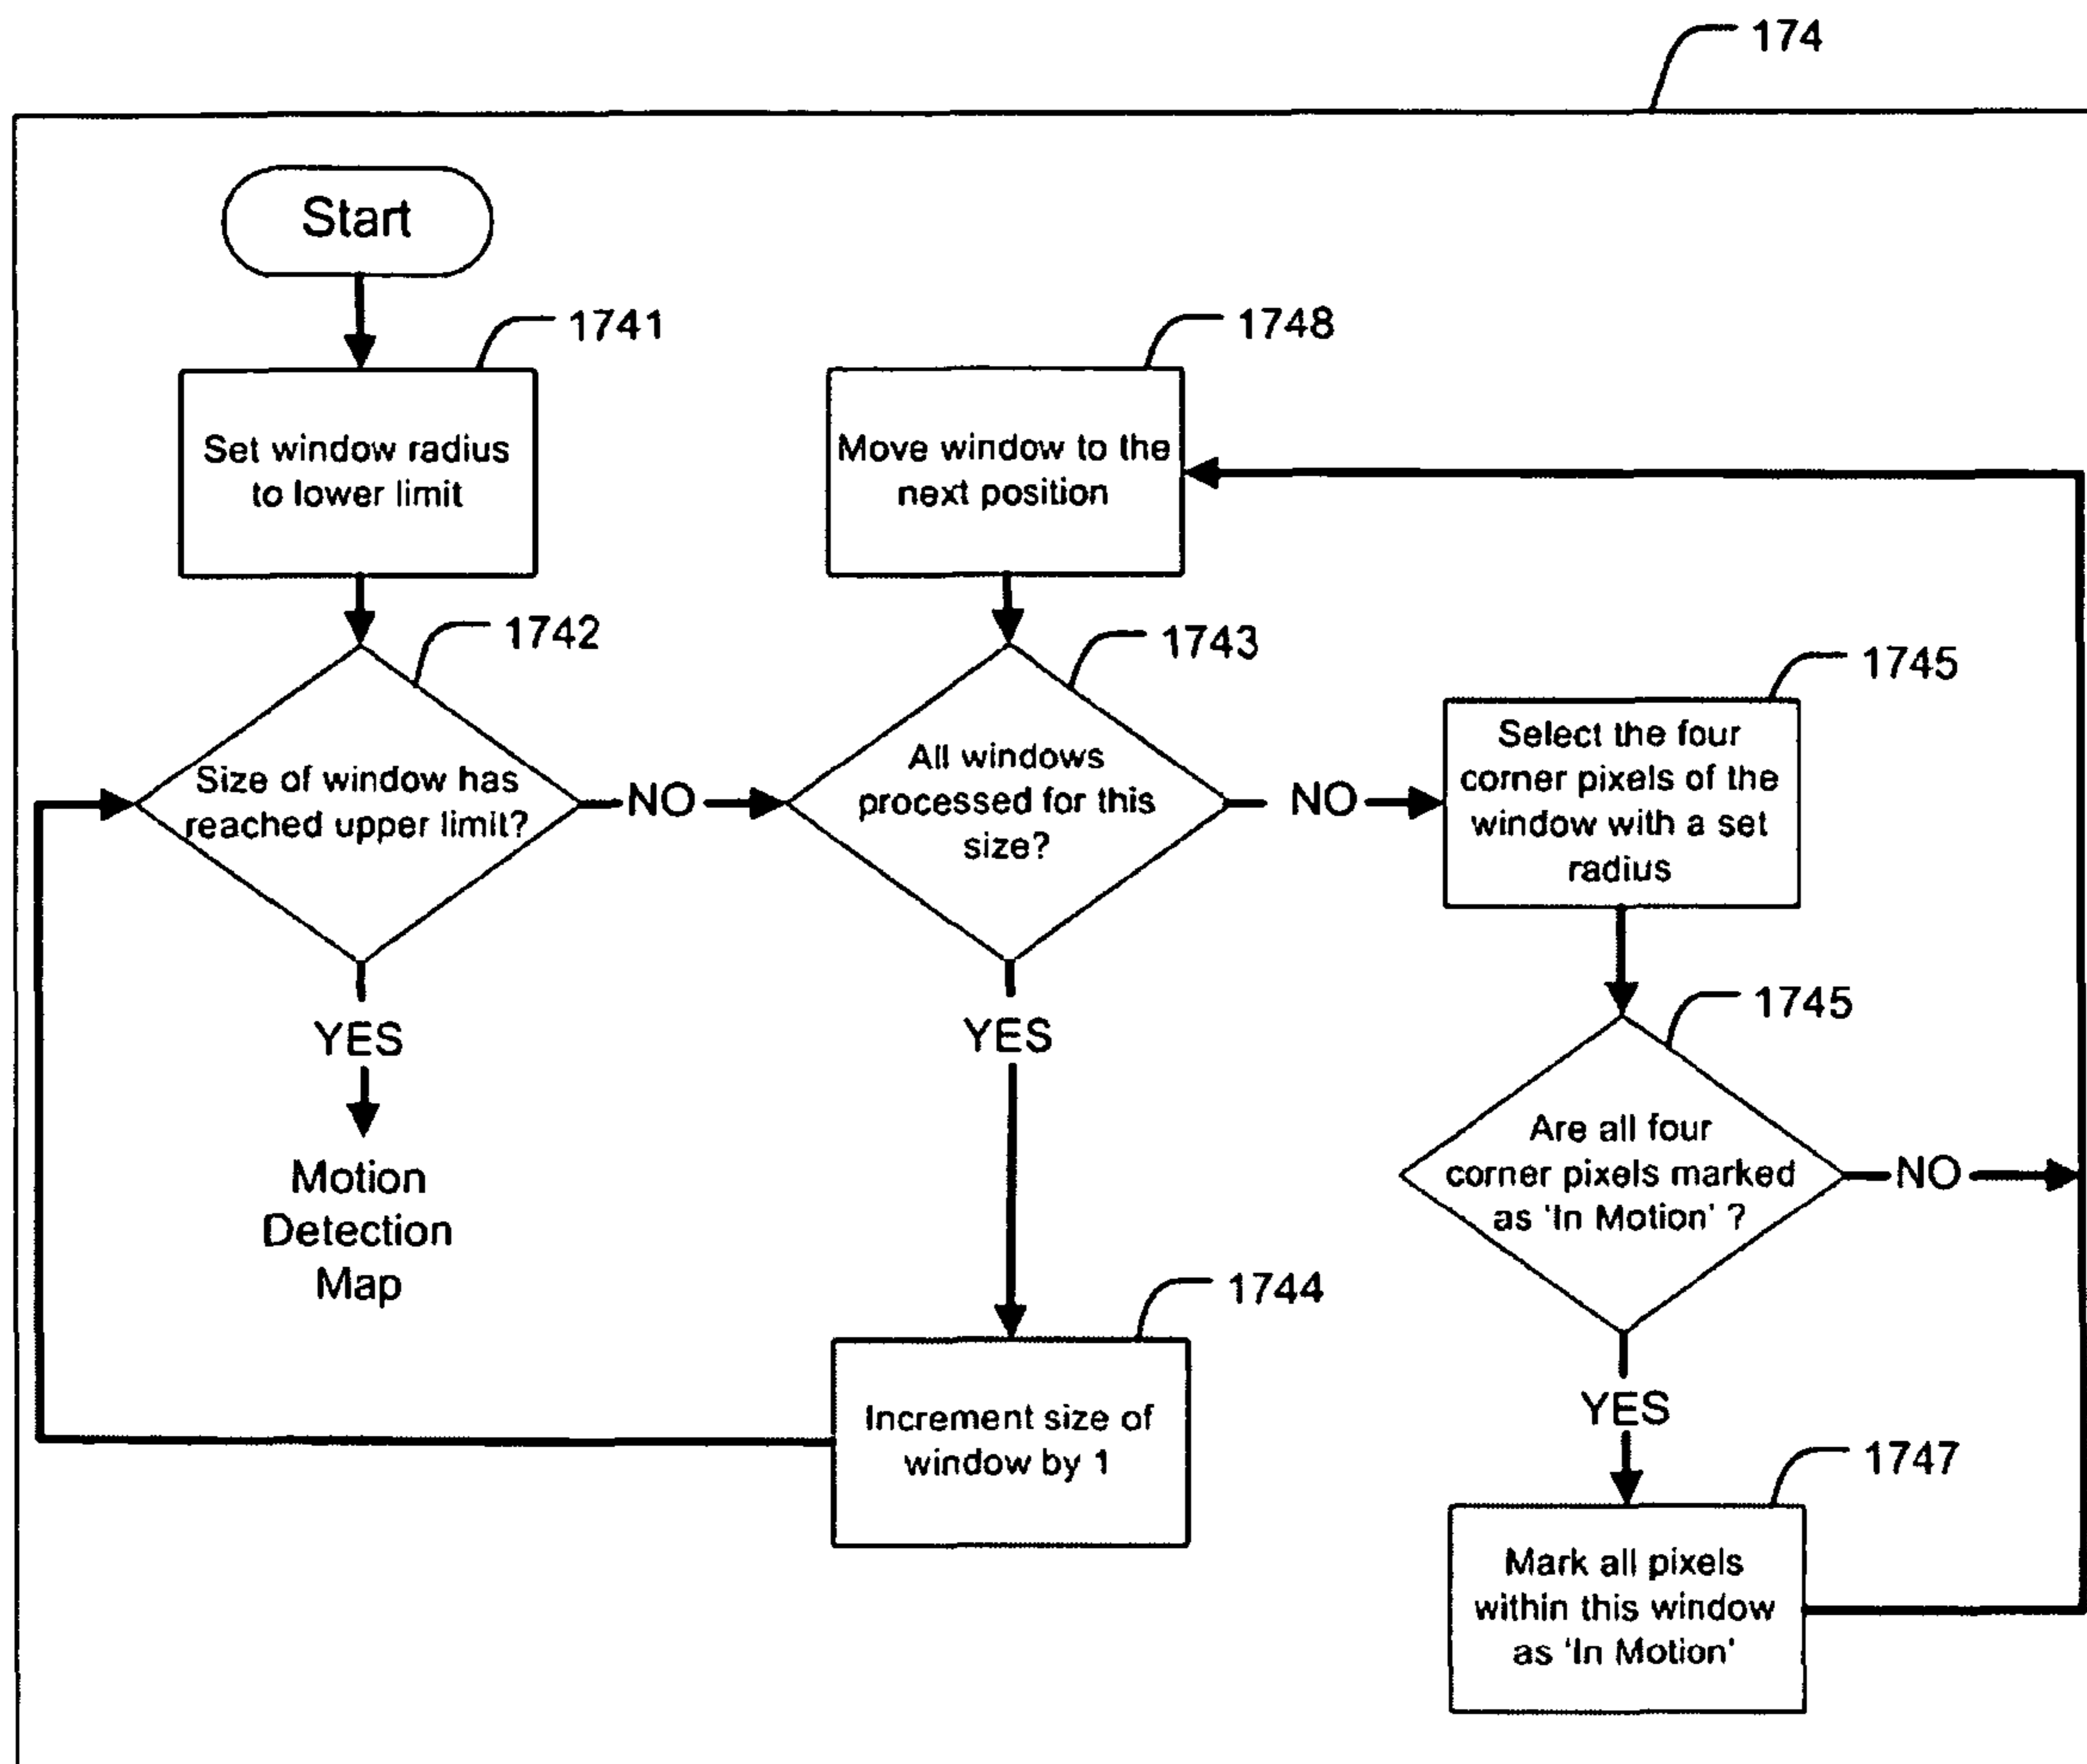 174
Start
1741
Set window radius
to lower limit
1748
Move window to the
next position
1742
Size of window has
reached upper limit?
NO
YES
Motion
Detection
Map
1743
All windows
processed for this
size?
NO
YES
1744
Increment size of
window by 1
1745
Select the four
corner pixels of the
window with a set
radius
1745
Are all four
corner pixels marked
as 'In Motion' ?
NO
YES
1747
Mark all pixels
within this window
as 'In Motion'